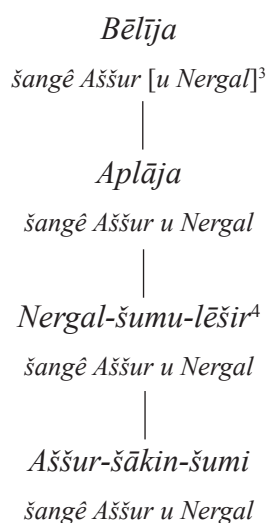 Bēlīja
šangê Aššur [u Nergal]³
Aplāja
šangê Aššur u Nergal
Nergal-šumu-lēšir⁴
šangê Aššur u Nergal
Aššur-šākin-šumi
šangê Aššur u Nergal